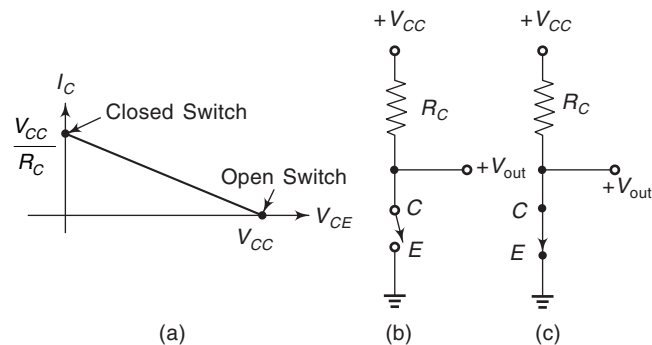 I_C
V_CC
R_C
Closed Switch
Open Switch
V_CE
V_CC
(a)
+V_CC
R_C
+V_out
C
E
(b)
+V_CC
R_C
+V_out
C
E
(c)